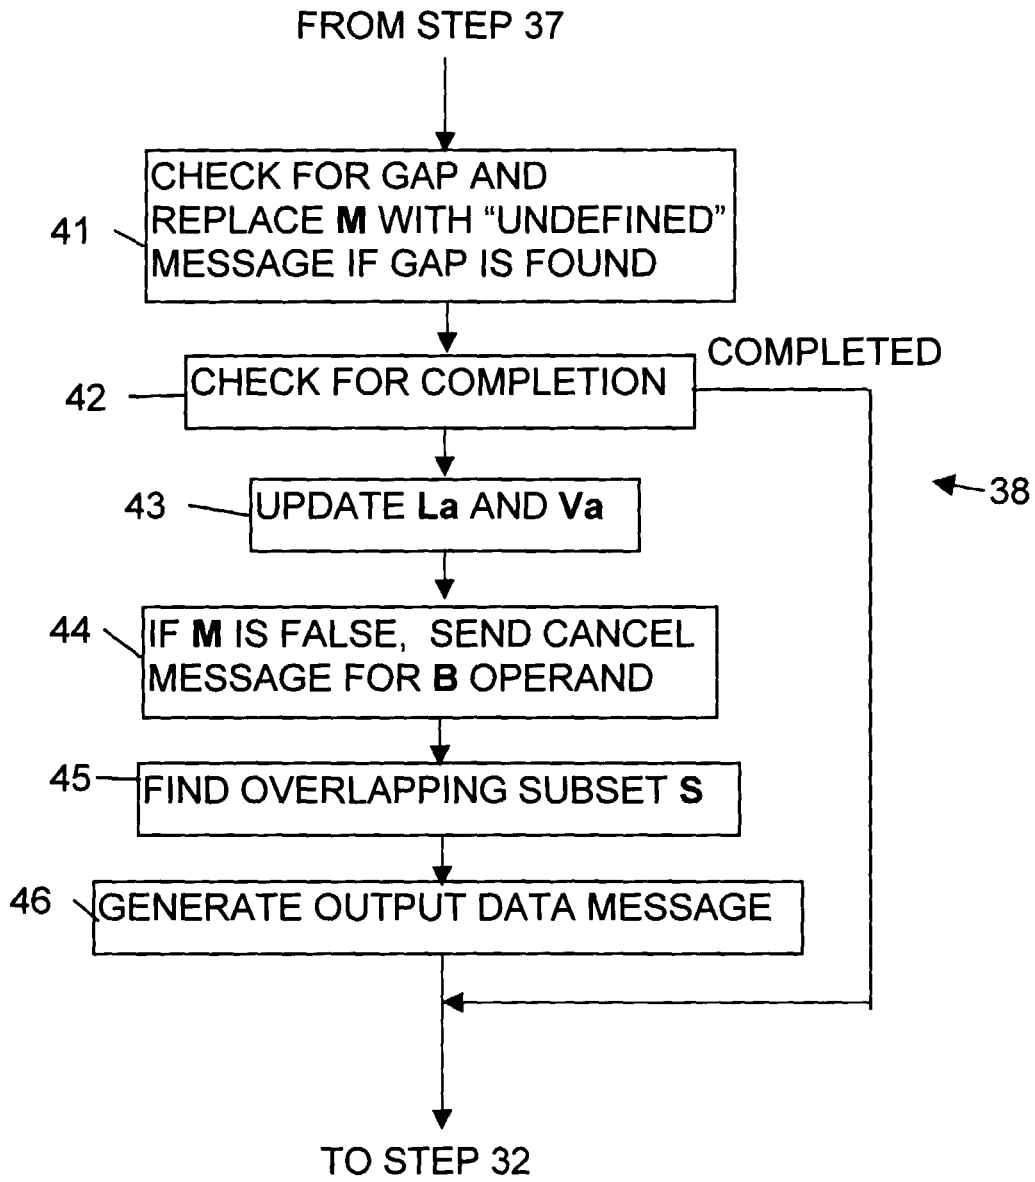 FROM STEP 37
CHECK FOR GAP AND
REPLACE M WITH “UNDEFINED”
MESSAGE IF GAP IS FOUND
41
COMPLETED
CHECK FOR COMPLETION
42
UPDATE La AND Va
43
38
IF M IS FALSE, SEND CANCEL
MESSAGE FOR B OPERAND
44
FIND OVERLAPPING SUBSET S
45
GENERATE OUTPUT DATA MESSAGE
46
TO STEP 32